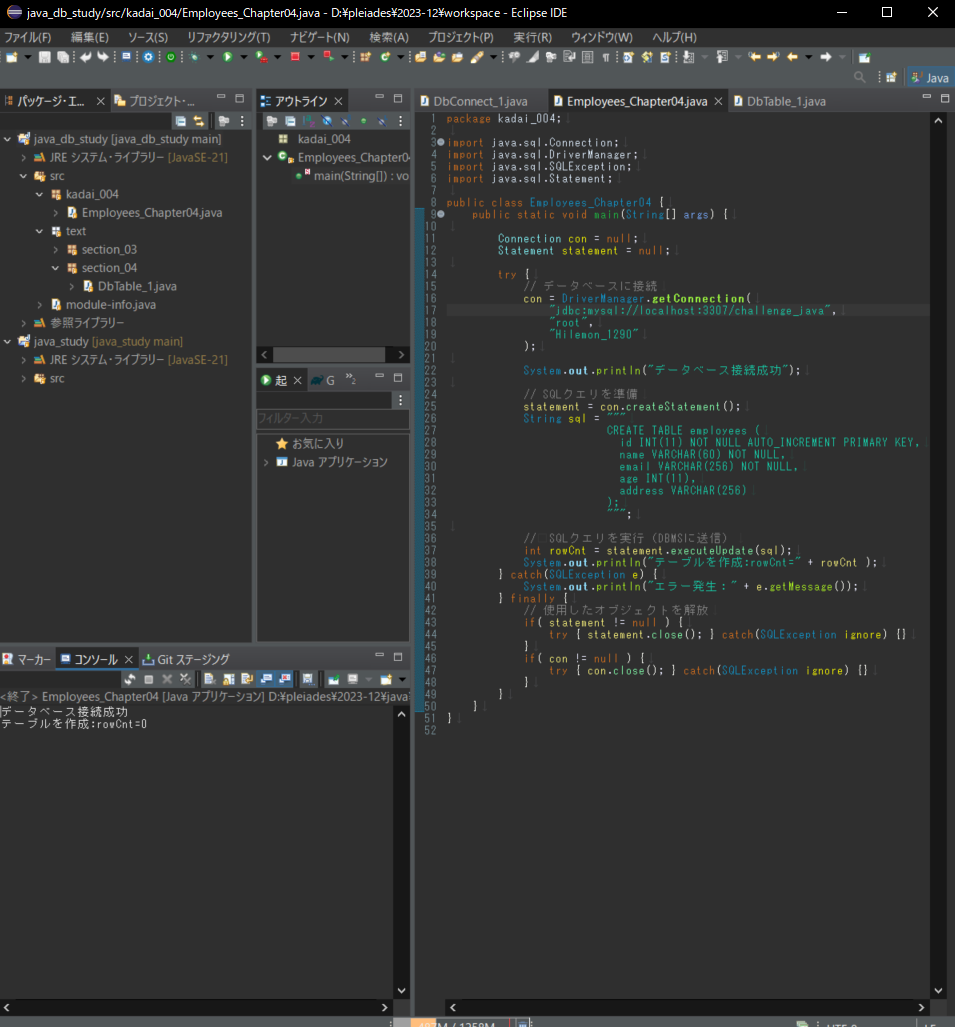 java_db_study/src/kadai_004/Employees_Chapter04.java - D:¥pleiades¥2023-12¥workspace - Eclipse IDE
ファイル(F) 編集(E) ソース(S) リファクタリング(T) ナビゲート(N) 検索(A) プロジェクト(P) 実行(R) ウィンドウ(W) ヘルプ(H)
Java
パッケージ・エ... プロジェクト・...
java_db_study [java_db_study main]
JRE システム・ライブラリー [JavaSE-21]
src
kadai_004
Employees_Chapter04.java
text
section_03
section_04
DbTable_1.java
module-info.java
参照ライブラリー
java_study [java_study main]
JRE システム・ライブラリー [JavaSE-21]
src
アウトライン
kadai_004
Employees_Chapter0
main(String[]) : vo
起 G »2
フィルター入力
お気に入り
Java アプリケーション
DbConnect_1.java Employees_Chapter04.java DbTable_1.java
1 package kadai_004;
2
3 import java.sql.Connection;
4 import java.sql.DriverManager;
5 import java.sql.SQLException;
6 import java.sql.Statement;
7
8 public class Employees_Chapter04 {
9 public static void main(String[] args) {
10
11 Connection con = null;
12 Statement statement = null;
13
14 try {
15 // データベースに接続
16 con = DriverManager.getConnection(
17 "jdbc:mysql://localhost:3307/challenge_java",
18 "root",
19 "Hilemon_1290"
20 );
21
22 System.out.println("データベース接続成功");
23
24 // SQLクエリを準備
25 statement = con.createStatement();
26 String sql = """
27 CREATE TABLE employees (
28 id INT(11) NOT NULL AUTO_INCREMENT PRIMARY KEY,
29 name VARCHAR(60) NOT NULL,
30 email VARCHAR(256) NOT NULL,
31 age INT(11),
32 address VARCHAR(256)
33 );
34 """;
35
36 // SQLクエリを実行（DBMSに送信）
37 int rowCnt = statement.executeUpdate(sql);
38 System.out.println("テーブルを作成:rowCnt=" + rowCnt );
39 } catch(SQLException e) {
40 System.out.println("エラー発生：" + e.getMessage());
41 } finally {
42 // 使用したオブジェクトを解放
43 if( statement != null ) {
44 try { statement.close(); } catch(SQLException ignore) {}
45 }
46 if( con != null ) {
47 try { con.close(); } catch(SQLException ignore) {}
48 }
49 }
50 }
51 }
52
マーカー コンソール Git ステージング
<終了> Employees_Chapter04 [Java アプリケーション] D:¥pleiades¥2023-12¥java
データベース接続成功
テーブルを作成:rowCnt=0